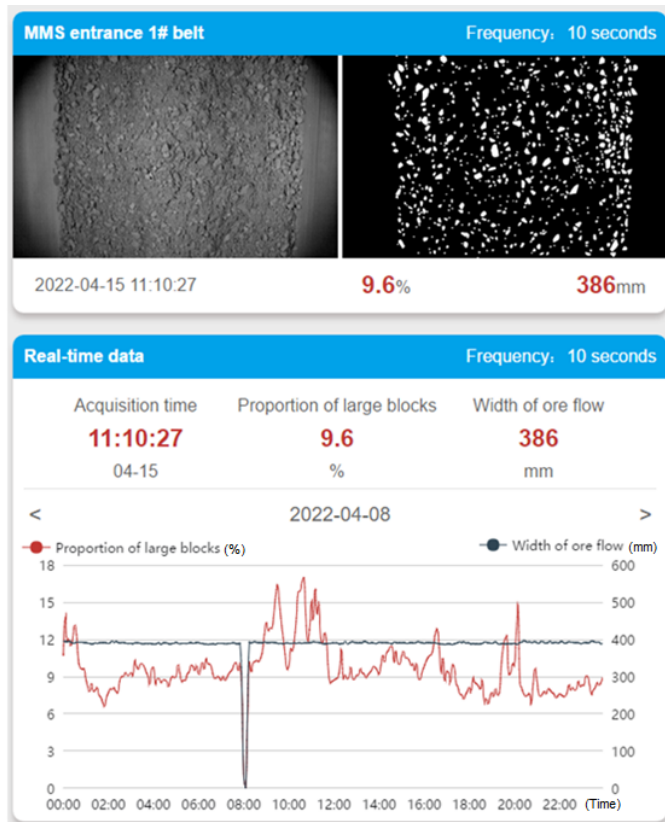 MMS entrance 1# belt Frequency: 10 seconds
2022-04-15 11:10:27 9.6% 386mm
Real-time data Frequency: 10 seconds
Acquisition time Proportion of large blocks Width of ore flow
11:10:27 9.6 386
04-15 % mm
< 2022-04-08 >
Proportion of large blocks (%) Width of ore flow (mm)
18 600
15 500
12 400
9 300
6 200
3 100
0 0
00:00 02:00 04:00 06:00 08:00 10:00 12:00 14:00 16:00 18:00 20:00 22:00 (Time)